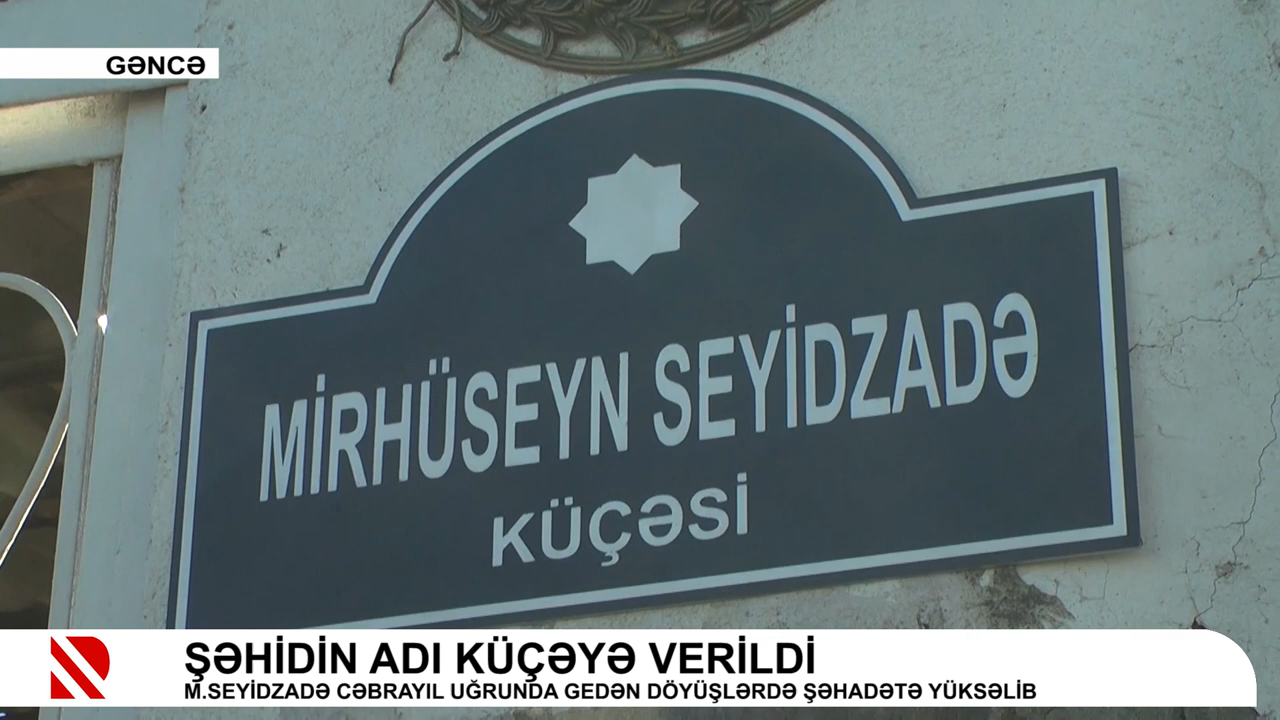 GƏNCƏ
MİRHÜSEYN SEYİDZADƏ
KÜÇƏSİ
ŞƏHİDİN ADI KÜÇƏYƏ VERİLDİ
M.SEYİDZADƏ CƏBRAYIL UĞRUNDA GEDƏN DÖYÜŞLƏRDƏ ŞƏHADƏTƏ YÜKSƏLİB